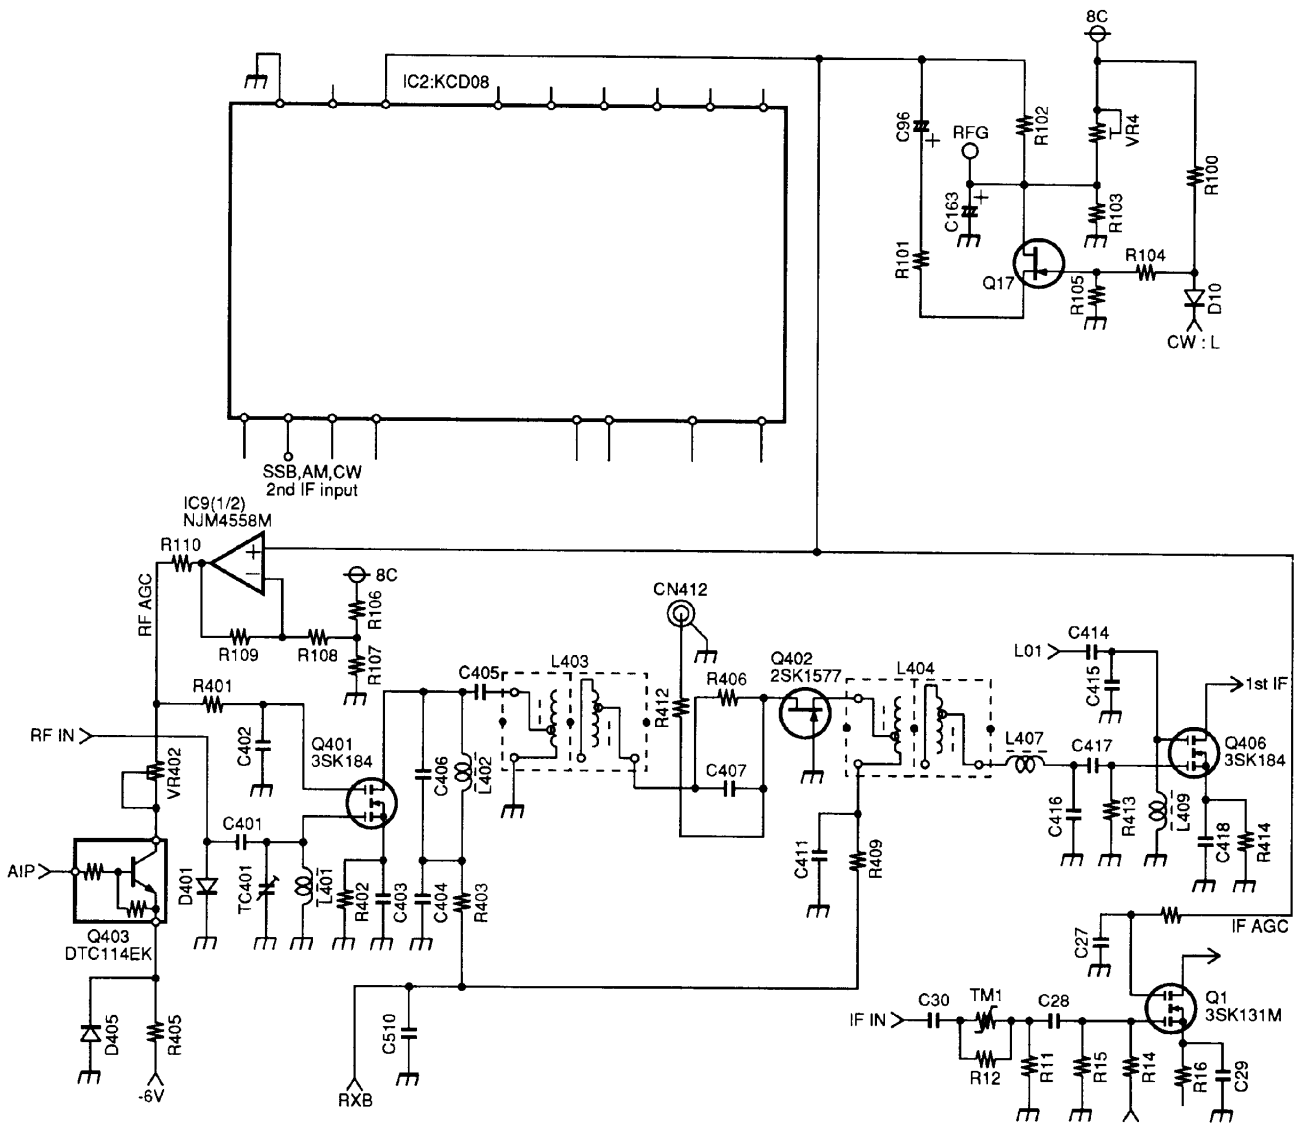 8C
IC2:KCD08
C96
RFG
R102
VR4
R100
C163
R103
R101
Q17
R104
R105
D10
CW : L
SSB,AM,CW
2nd IF input
IC9(1/2)
NJM4558M
R110
RF AGC
8C
R106
R109
R108
R107
CN412
C405
L403
R412
R406
Q402
2SK1577
L404
L01
C414
C415
1st IF
R401
RF IN
C402
Q401
3SK184
VR402
C406
L402
C407
L407
C417
Q406
3SK184
C401
C416
R413
L409
C418
R414
AIP
D401
TC401
L401
R402
C403
C404
R403
C411
R409
Q403
DTC114EK
IF AGC
C27
D405
R405
C510
-6V
RXB
IF IN
C30
TM1
C28
Q1
3SK131M
R12
R11
R15
R14
R16
C29